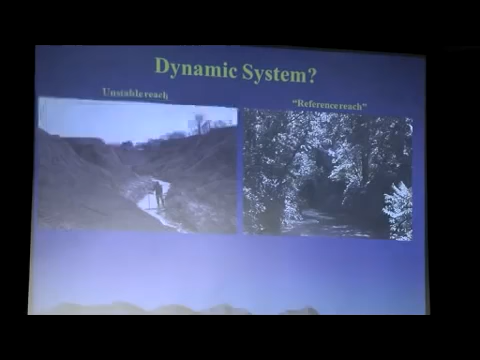 Dynamic System?
Unstable reach
“Reference reach”